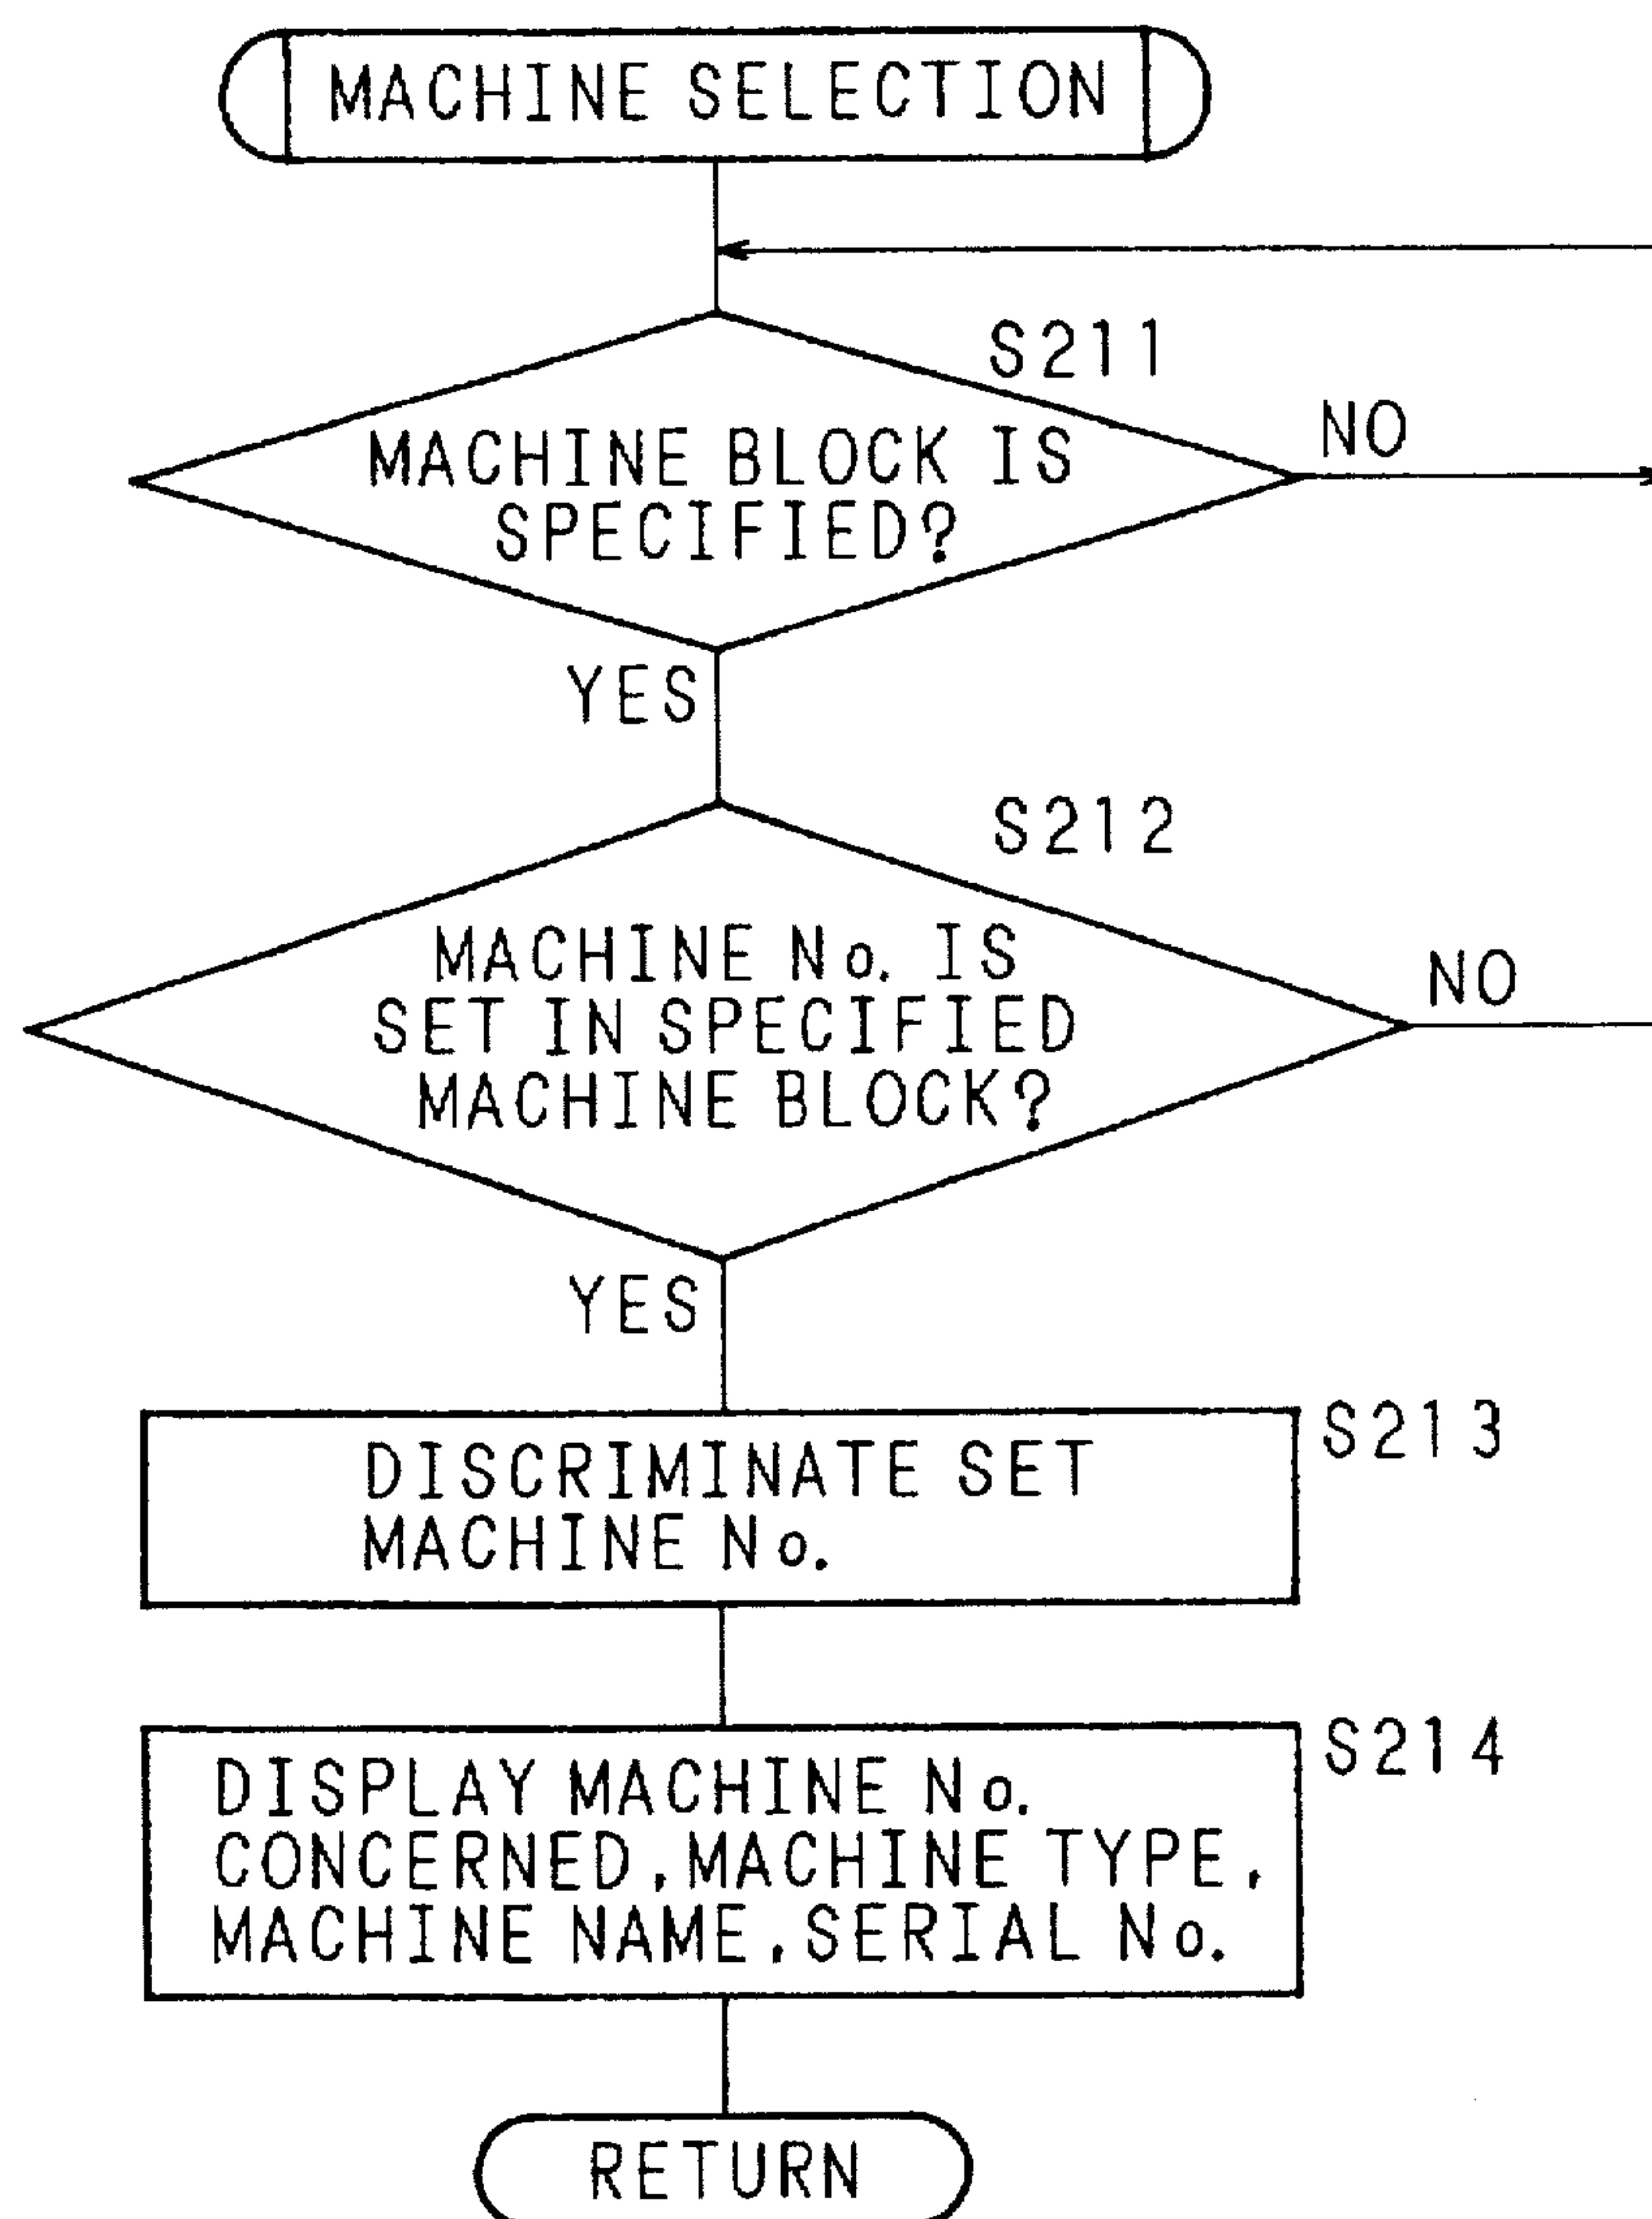 MACHINE SELECTION
S211
MACHINE BLOCK IS
SPECIFIED?
NO
YES
S212
MACHINE No. IS
SET IN SPECIFIED
MACHINE BLOCK?
NO
YES
S213
DISCRIMINATE SET
MACHINE No.
S214
DISPLAY MACHINE No.
CONCERNED, MACHINE TYPE,
MACHINE NAME, SERIAL No.
RETURN